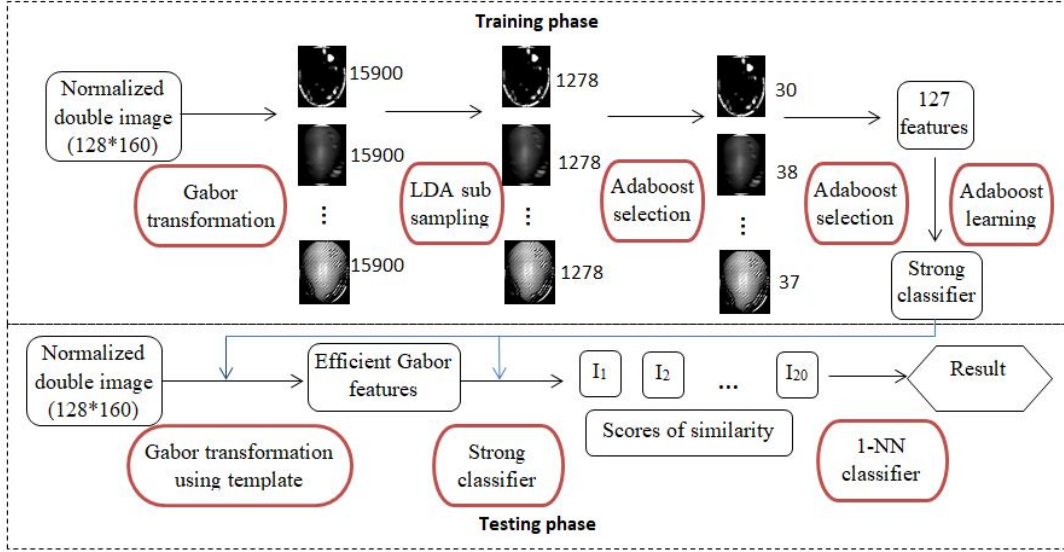 Training phase
Normalized
double image
(128*160)
Gabor
transformation
15900
15900
⋮
15900
LDA sub
sampling
1278
1278
⋮
1278
Adaboost
selection
30
38
⋮
37
Adaboost
selection
127
features
Adaboost
learning
Strong
classifier
Normalized
double image
(128*160)
Gabor transformation
using template
Efficient Gabor
features
Strong
classifier
I₁ I₂ ... I₂₀
Scores of similarity
1-NN
classifier
Result
Testing phase